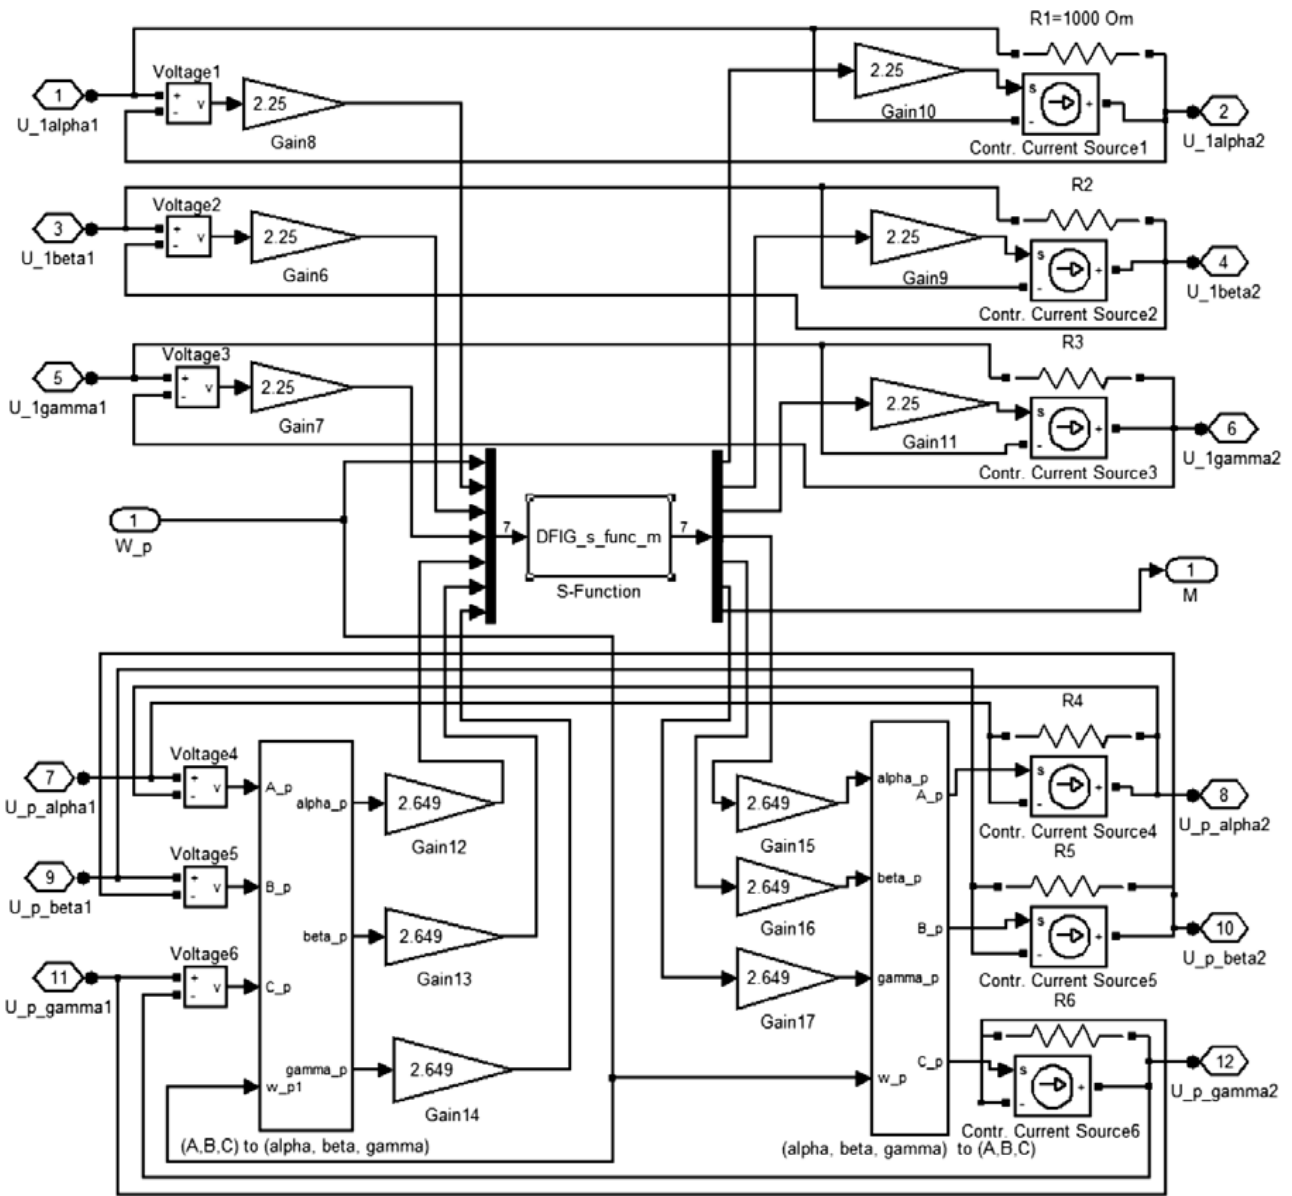 R1=1000 Om
Voltage1
1
+
-
v
2.25
Gain8
U_1alpha1
2.25
Gain10
s
-
+
Contr. Current Source1
2
U_1alpha2
Voltage2
3
+
-
v
2.25
Gain6
U_1beta1
R2
2.25
Gain9
s
-
+
Contr. Current Source2
4
U_1beta2
Voltage3
5
+
-
v
2.25
Gain7
U_1gamma1
R3
2.25
Gain11
s
-
+
Contr. Current Source3
6
U_1gamma2
1
W_p
7
DFIG_s_func_m
7
S-Function
1
M
Voltage4
7
+
-
v
U_p_alpha1
Voltage5
9
+
-
v
U_p_beta1
Voltage6
11
+
-
v
U_p_gamma1
A_p
alpha_p
B_p
beta_p
C_p
gamma_p
w_p1
(A,B,C) to (alpha, beta, gamma)
2.649
Gain12
2.649
Gain13
2.649
Gain14
2.649
Gain15
2.649
Gain16
2.649
Gain17
alpha_p
A_p
beta_p
B_p
gamma_p
C_p
w_p
(alpha, beta, gamma) to (A,B,C)
R4
s
-
+
Contr. Current Source4
8
U_p_alpha2
R5
s
-
+
Contr. Current Source5
10
U_p_beta2
R6
s
-
+
Contr. Current Source6
12
U_p_gamma2